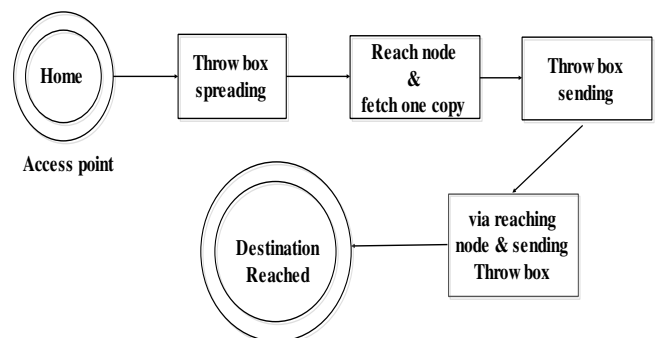 Home
Access point
Throw box
spreading
Reach node
&
fetch one copy
Throw box
sending
via reaching
node & sending
Throw box
Destination
Reached